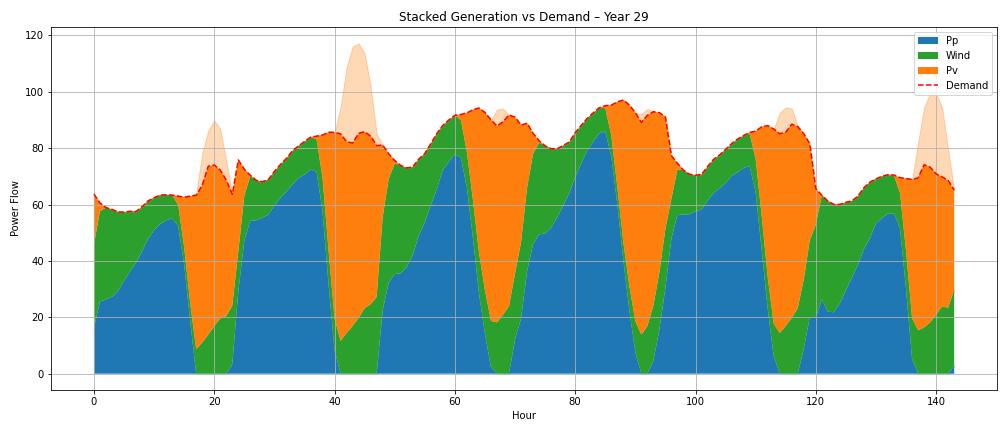 Stacked Generation vs Demand – Year 29
Power Flow
120
100
80
60
40
20
0
0 20 40 60 80 100 120 140
Hour
Pp
Wind
Pv
Demand